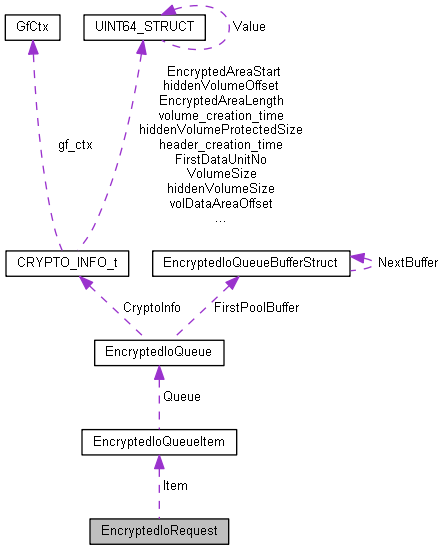 GfCtx
UINT64_STRUCT
Value
EncryptedAreaStart
hiddenVolumeOffset
EncryptedAreaLength
volume_creation_time
hiddenVolumeProtectedSize
header_creation_time
FirstDataUnitNo
VolumeSize
hiddenVolumeSize
volDataAreaOffset
...
gf_ctx
CRYPTO_INFO_t
EncryptedIoQueueBufferStruct
NextBuffer
CryptoInfo
FirstPoolBuffer
EncryptedIoQueue
Queue
EncryptedIoQueueItem
Item
EncryptedIoRequest